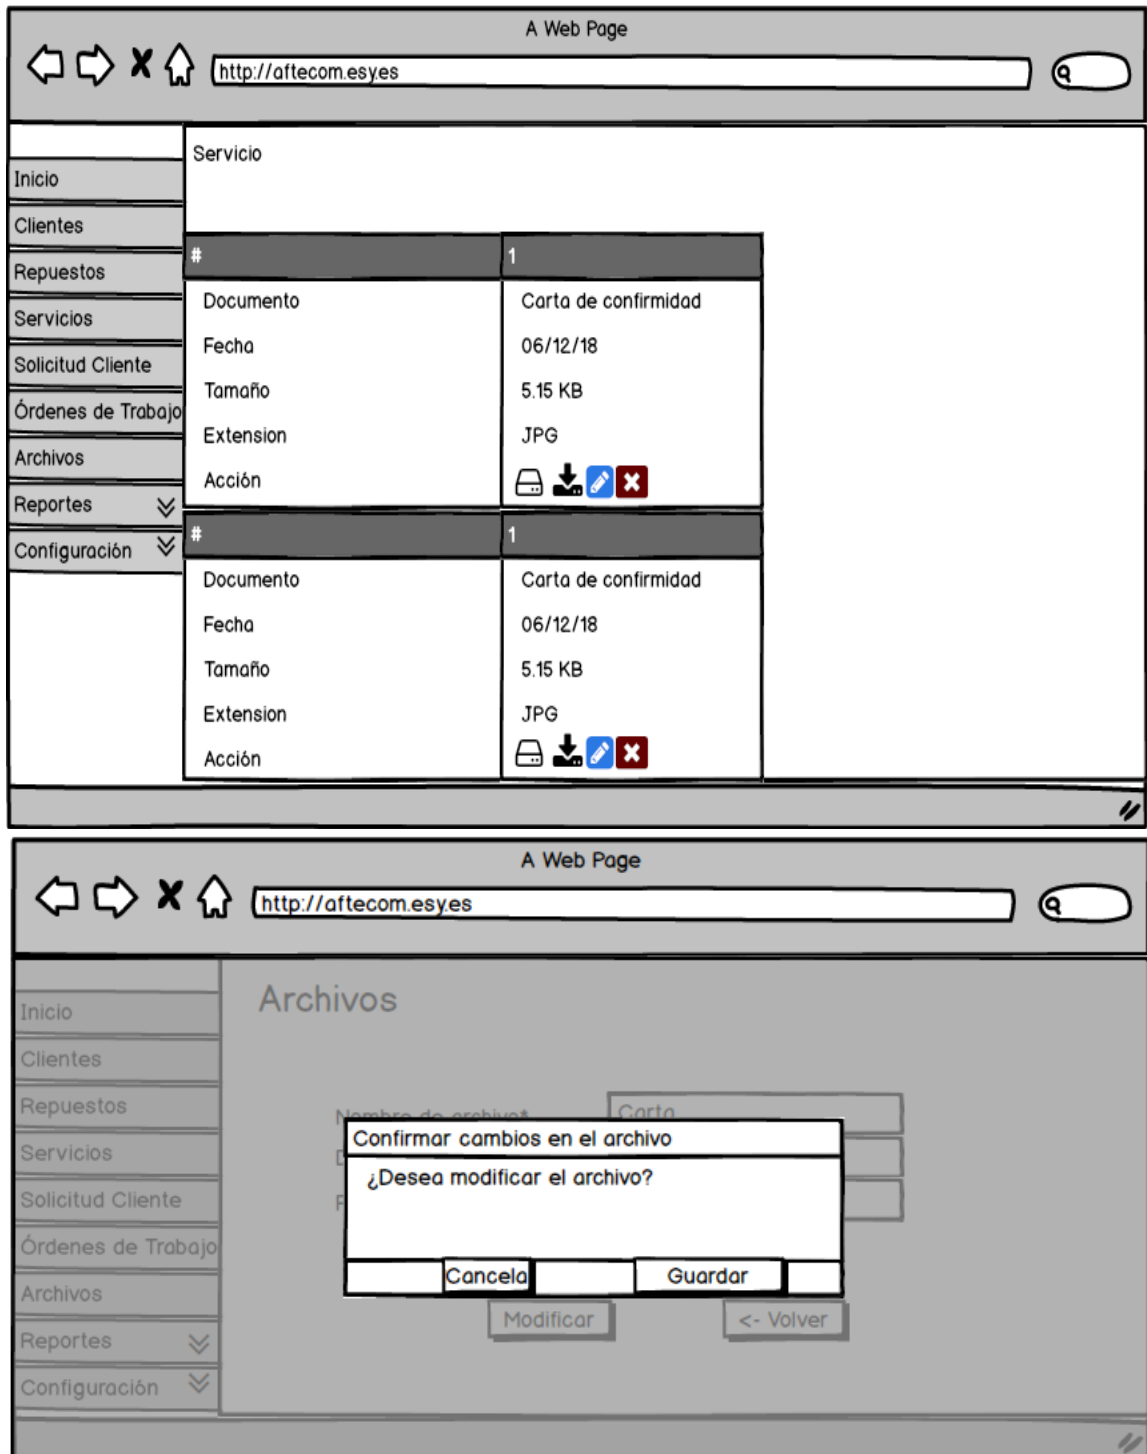 A Web Page
http://aftecom.esy.es
Servicio
Inicio
Clientes
Repuestos
Servicios
Solicitud Cliente
Órdenes de Trabajo
Archivos
Reportes
Configuración
# 1
Documento Carta de confirmidad
Fecha 06/12/18
Tamaño 5.15 KB
Extension JPG
Acción
# 1
Documento Carta de confirmidad
Fecha 06/12/18
Tamaño 5.15 KB
Extension JPG
Acción
A Web Page
http://aftecom.esy.es
Inicio
Clientes
Repuestos
Servicios
Solicitud Cliente
Órdenes de Trabajo
Archivos
Reportes
Configuración
Archivos
Nombre de archivo* Carta
Confirmar cambios en el archivo
¿Desea modificar el archivo?
Cancela Guardar
Modificar <- Volver